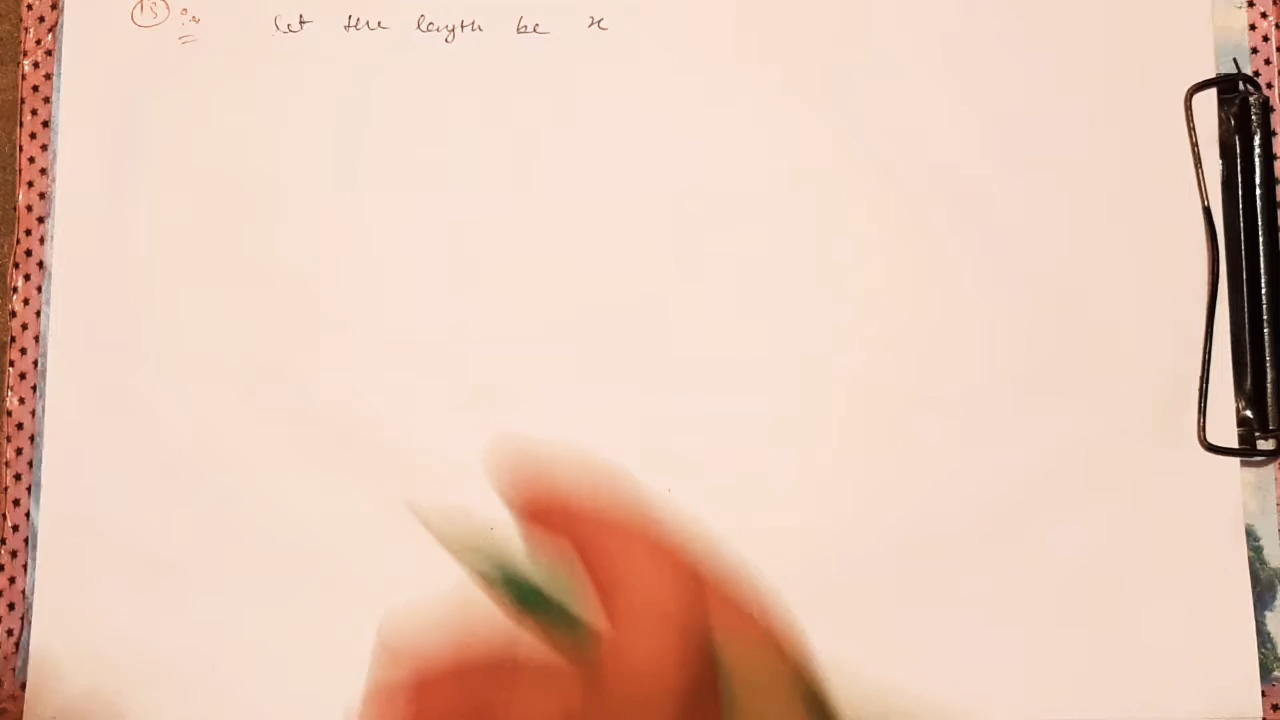 (15) :- let the length be x